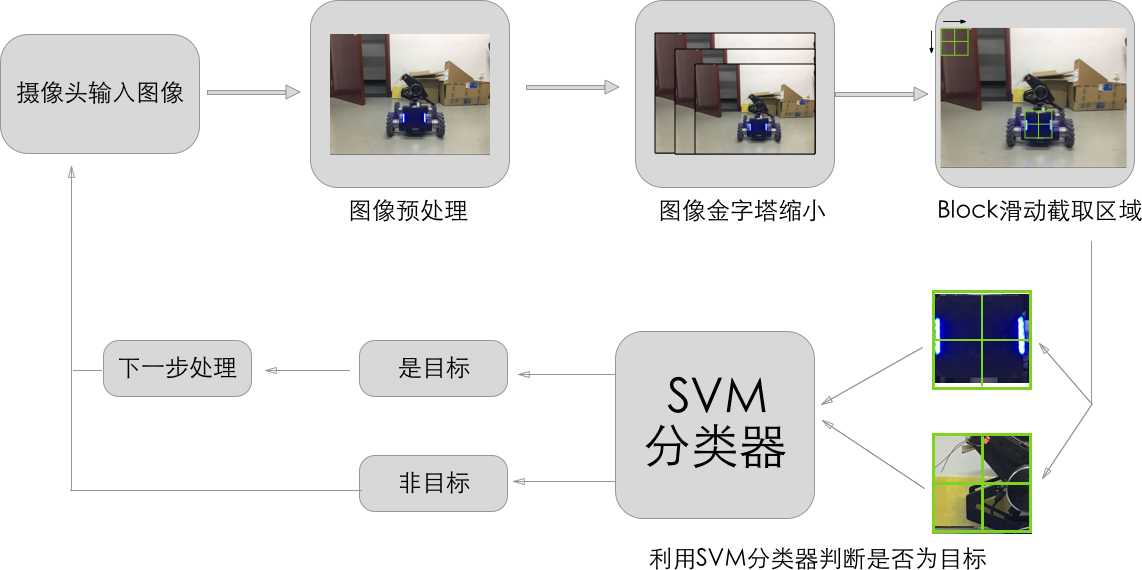 摄像头输入图像
图像预处理
图像金字塔缩小
Block滑动截取区域
下一步处理
是目标
SVM
分类器
非目标
利用SVM分类器判断是否为目标